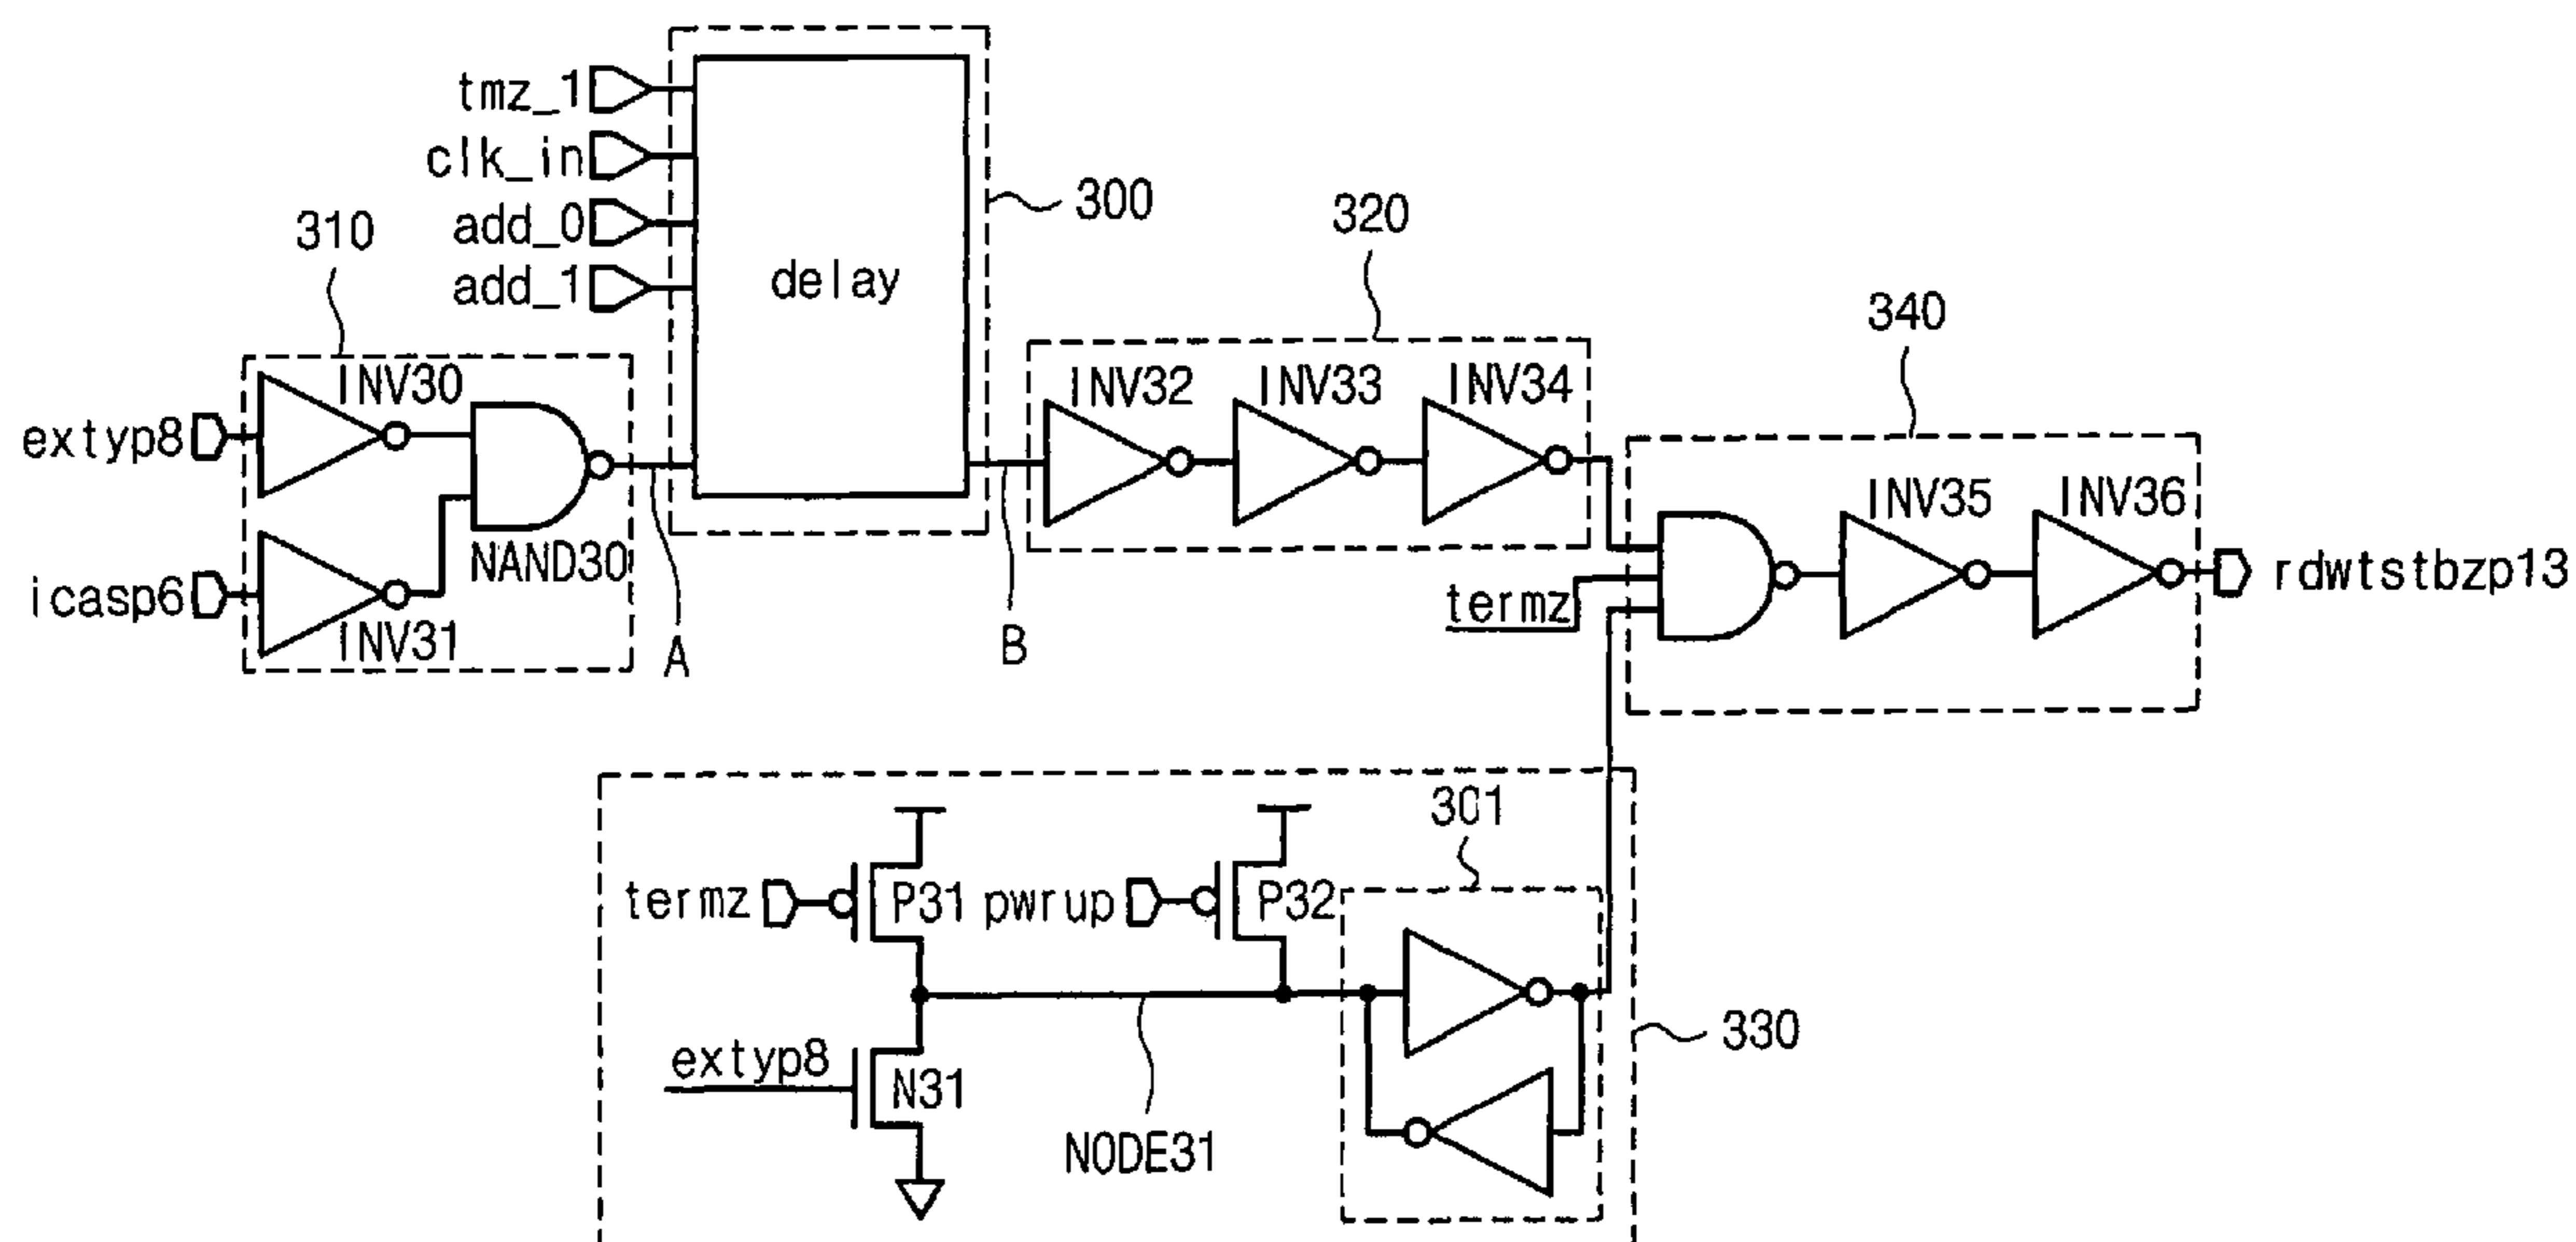 tmz_1
clk_in
add_0
add_1
delay
300
310
320
340
INV30
extyp8
NAND30
icasp6
INV31
A
B
INV32
INV33
INV34
termz
INV35
INV36
rdwtstbzp13
301
termz
P31
pwrup
P32
330
extyp8
N31
NODE31